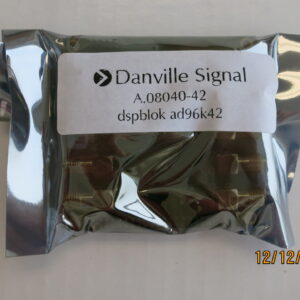 Danville Signal
A.08040-42
dspblok ad96k42
12/12/